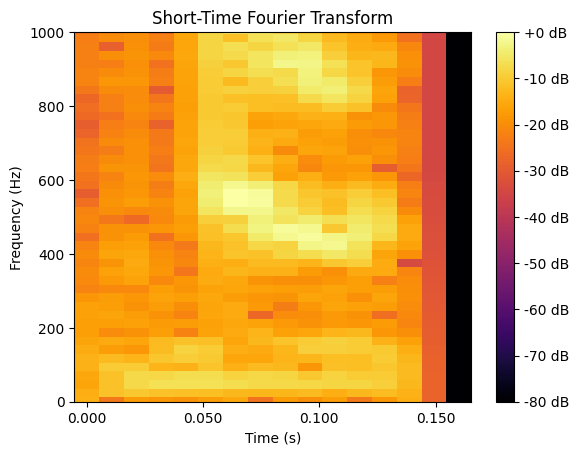 Short-Time Fourier Transform
1000
800
600
400
200
0
Frequency (Hz)
0.000
0.050
0.100
0.150
Time (s)
+0 dB
-10 dB
-20 dB
-30 dB
-40 dB
-50 dB
-60 dB
-70 dB
-80 dB